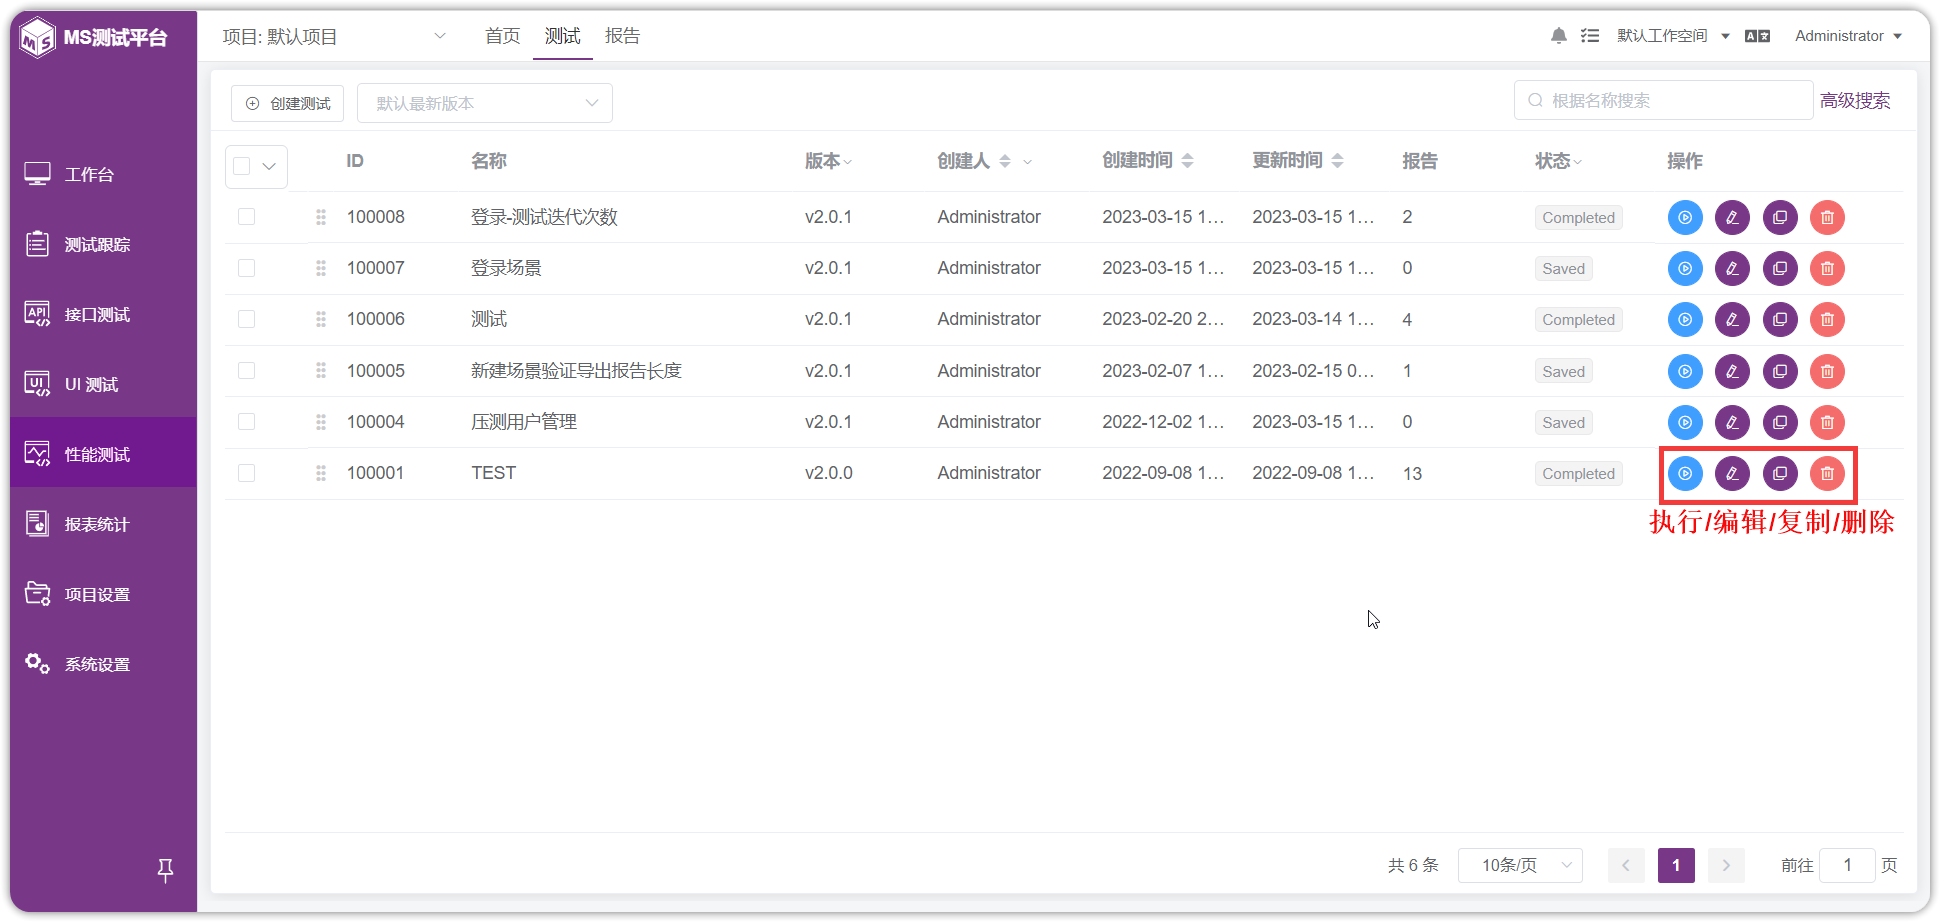 MS测试平台
项目: 默认项目 首页 测试 报告 默认工作空间 Administrator
创建测试 默认最新版本 根据名称搜索 高级搜索
ID 名称 版本 创建人 创建时间 更新时间 报告 状态 操作
100008 登录-测试迭代次数 v2.0.1 Administrator 2023-03-15 1... 2023-03-15 1... 2 Completed
100007 登录场景 v2.0.1 Administrator 2023-03-15 1... 2023-03-15 1... 0 Saved
100006 测试 v2.0.1 Administrator 2023-02-20 2... 2023-03-14 1... 4 Completed
100005 新建场景验证导出报告长度 v2.0.1 Administrator 2023-02-07 1... 2023-02-15 0... 1 Saved
100004 压测用户管理 v2.0.1 Administrator 2022-12-02 1... 2023-03-15 1... 0 Saved
100001 TEST v2.0.0 Administrator 2022-09-08 1... 2022-09-08 1... 13 Completed
执行/编辑/复制/删除
工作台
测试跟踪
API 接口测试
UI UI 测试
性能测试
报表统计
项目设置
系统设置
共 6 条 10条/页 1 前往 1 页